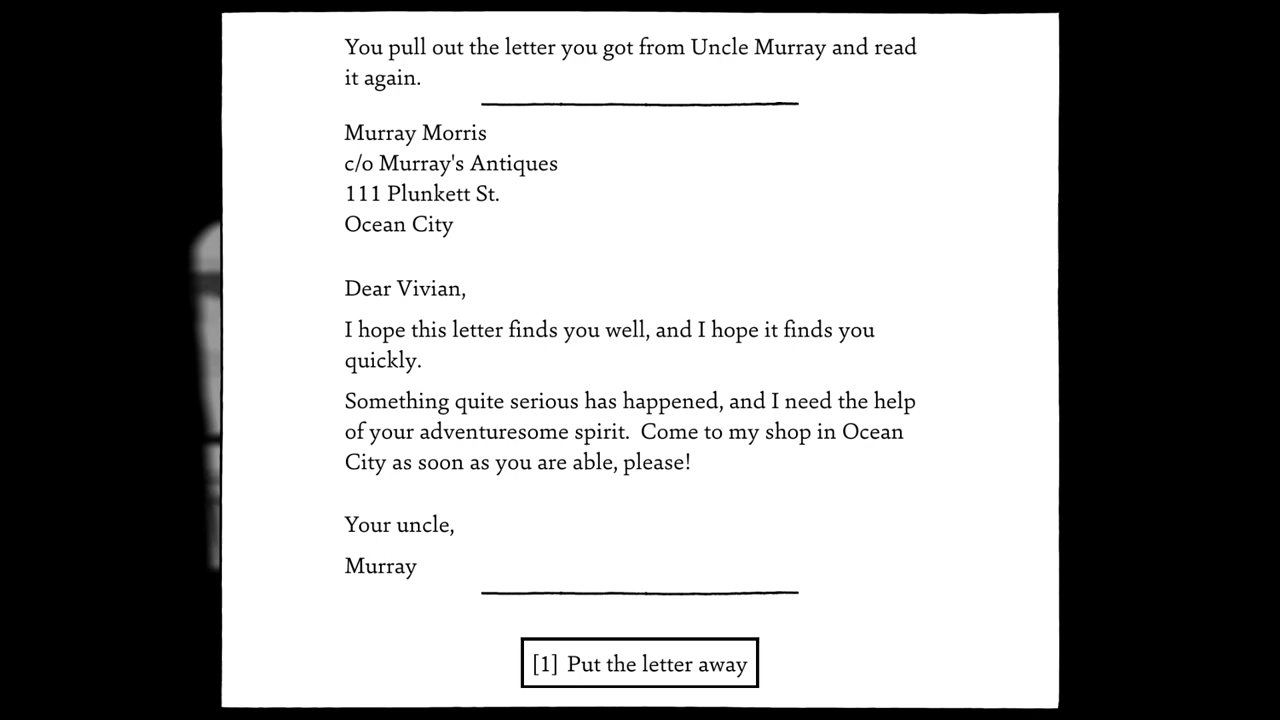 You pull out the letter you got from Uncle Murray and read
it again.
Murray Morris
c/o Murray's Antiques
111 Plunkett St.
Ocean City
Dear Vivian,
I hope this letter finds you well, and I hope it finds you
quickly.
Something quite serious has happened, and I need the help
of your adventuresome spirit.  Come to my shop in Ocean
City as soon as you are able, please!
Your uncle,
Murray
[1] Put the letter away